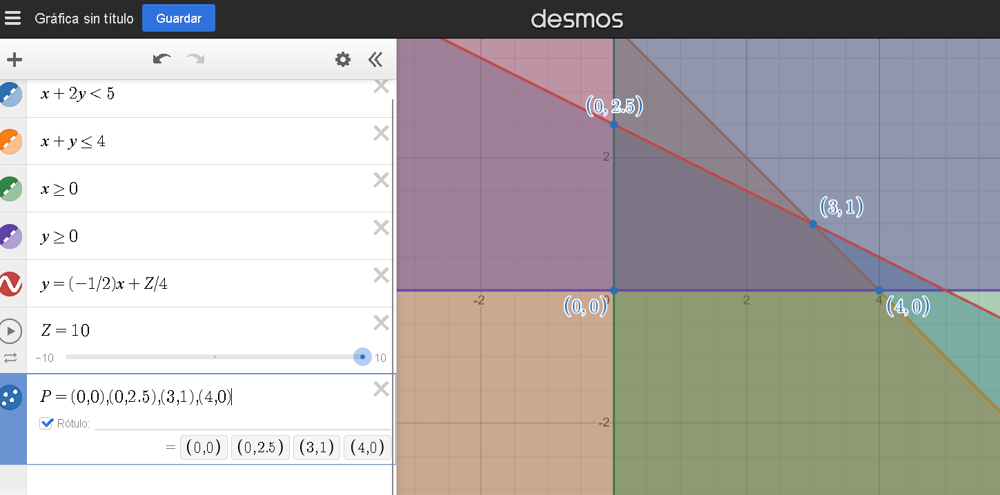 Gráfica sin título Guardar desmos
x + 2y < 5
x + y ≤ 4
x ≥ 0
y ≥ 0
y = (−1/2)x + Z/4
Z = 10
−10 10
P = (0,0),(0,2.5),(3,1),(4,0)
Rótulo:
= (0,0) (0,2.5) (3,1) (4,0)
(0, 2.5)
2
(3, 1)
-2 0 2 4
(0, 0) (4, 0)
-2